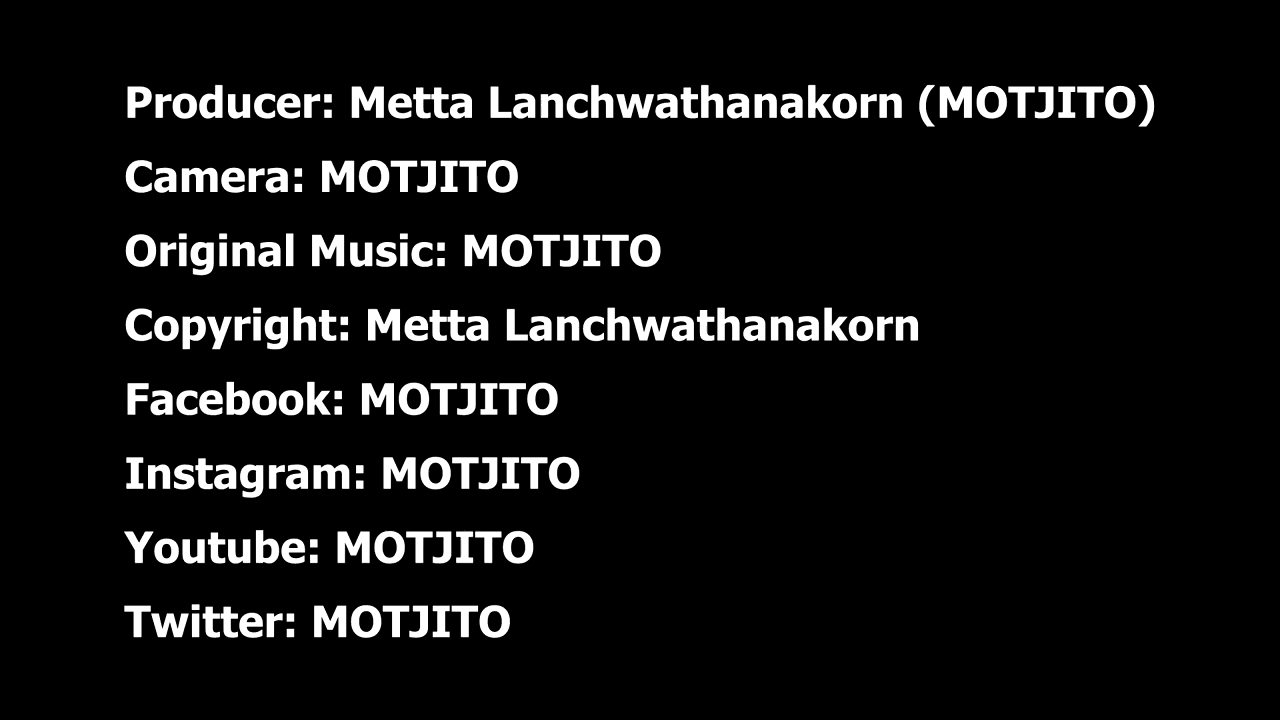 Producer: Metta Lanchwathanakorn (MOTJITO)
Camera: MOTJITO
Original Music: MOTJITO
Copyright: Metta Lanchwathanakorn
Facebook: MOTJITO
Instagram: MOTJITO
Youtube: MOTJITO
Twitter: MOTJITO